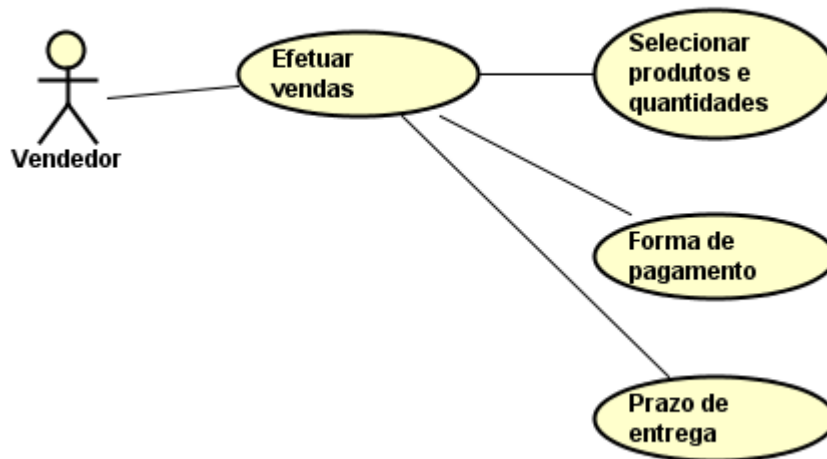 Vendedor
Efetuar
vendas
Selecionar
produtos e
quantidades
Forma de
pagamento
Prazo de
entrega